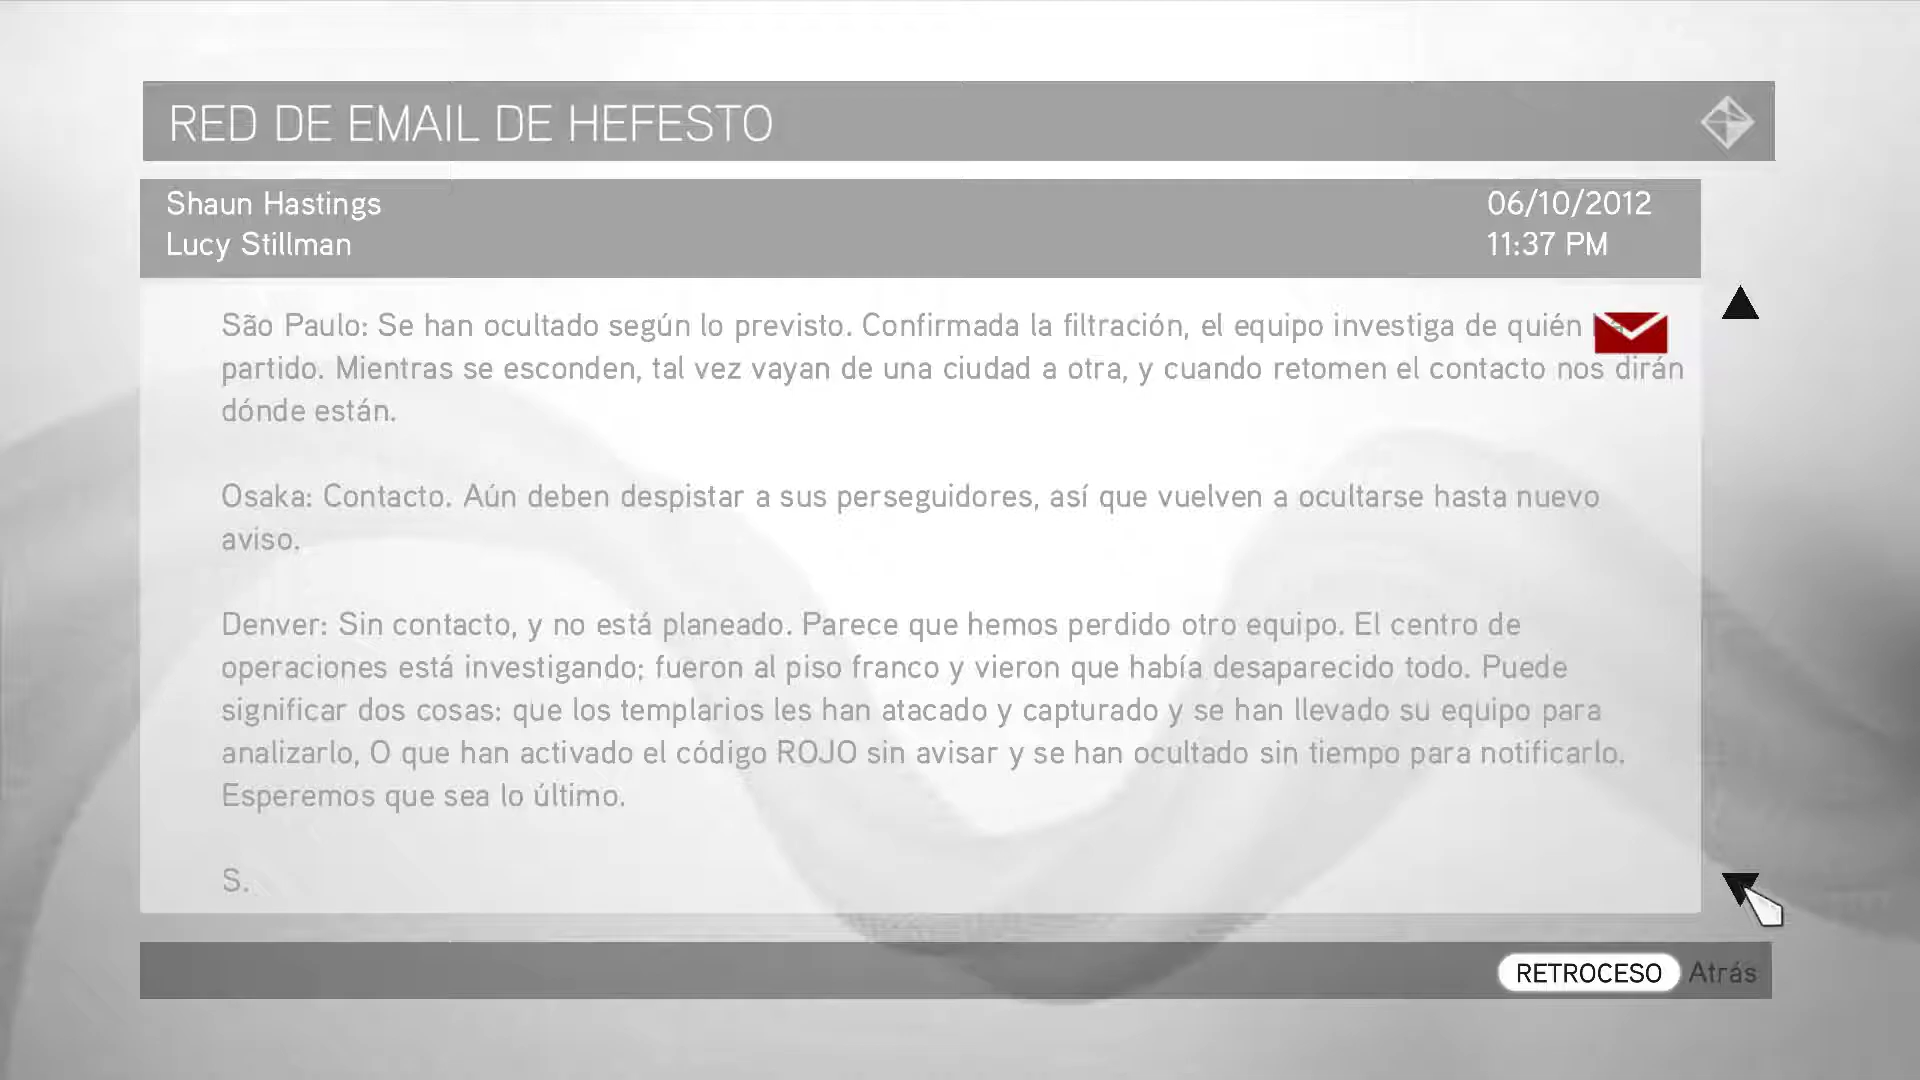 RED DE EMAIL DE HEFESTO
Shaun Hastings
06/10/2012
Lucy Stillman
11:37 PM
São Paulo: Se han ocultado según lo previsto. Confirmada la filtración, el equipo investiga de quién
partido. Mientras se esconden, tal vez vayan de una ciudad a otra, y cuando retomen el contacto nos dirán
dónde están.
Osaka: Contacto. Aún deben despistar a sus perseguidores, así que vuelven a ocultarse hasta nuevo
aviso.
Denver: Sin contacto, y no está planeado. Parece que hemos perdido otro equipo. El centro de
operaciones está investigando; fueron al piso franco y vieron que había desaparecido todo. Puede
significar dos cosas: que los templarios les han atacado y capturado y se han llevado su equipo para
analizarlo, O que han activado el código ROJO sin avisar y se han ocultado sin tiempo para notificarlo.
Esperemos que sea lo último.
S.
RETROCESO Atrás